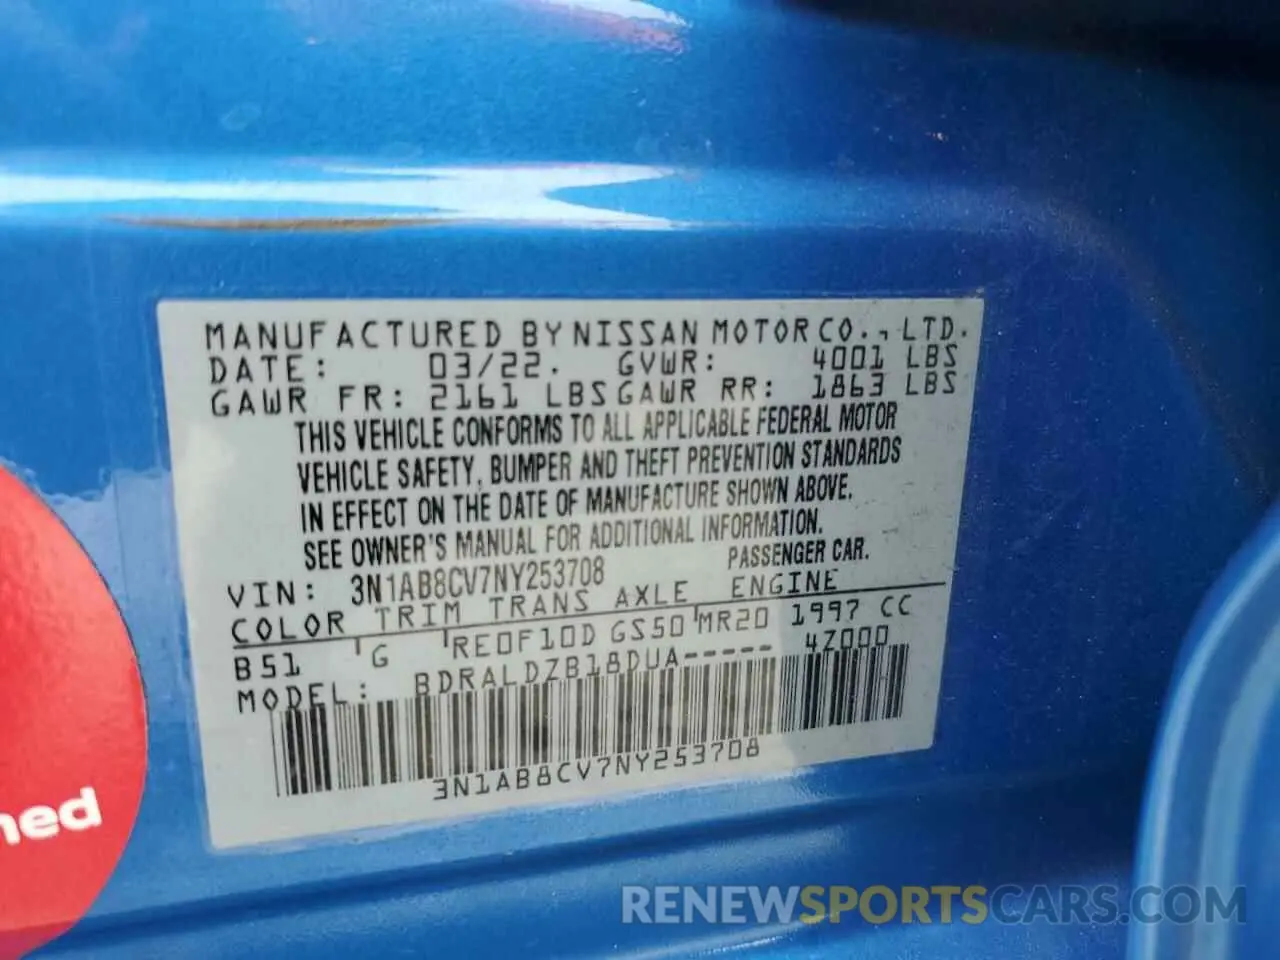 MANUFACTURED BY NISSAN MOTOR CO., LTD.
DATE: 03/22. GVWR: 4001 LBS
GAWR FR: 2161 LBS GAWR RR: 1863 LBS
THIS VEHICLE CONFORMS TO ALL APPLICABLE FEDERAL MOTOR
VEHICLE SAFETY, BUMPER AND THEFT PREVENTION STANDARDS
IN EFFECT ON THE DATE OF MANUFACTURE SHOWN ABOVE.
SEE OWNER'S MANUAL FOR ADDITIONAL INFORMATION.
VIN: 3N1AB8CV7NY253708 PASSENGER CAR.
COLOR TRIM TRANS AXLE ENGINE
B51 G RE0F10D GS50 MR20 1997 CC
MODEL: BDRALDZB18DUA----- 4Z000
3N1AB8CV7NY253708
ned
RENEWSPORTSCARS.COM